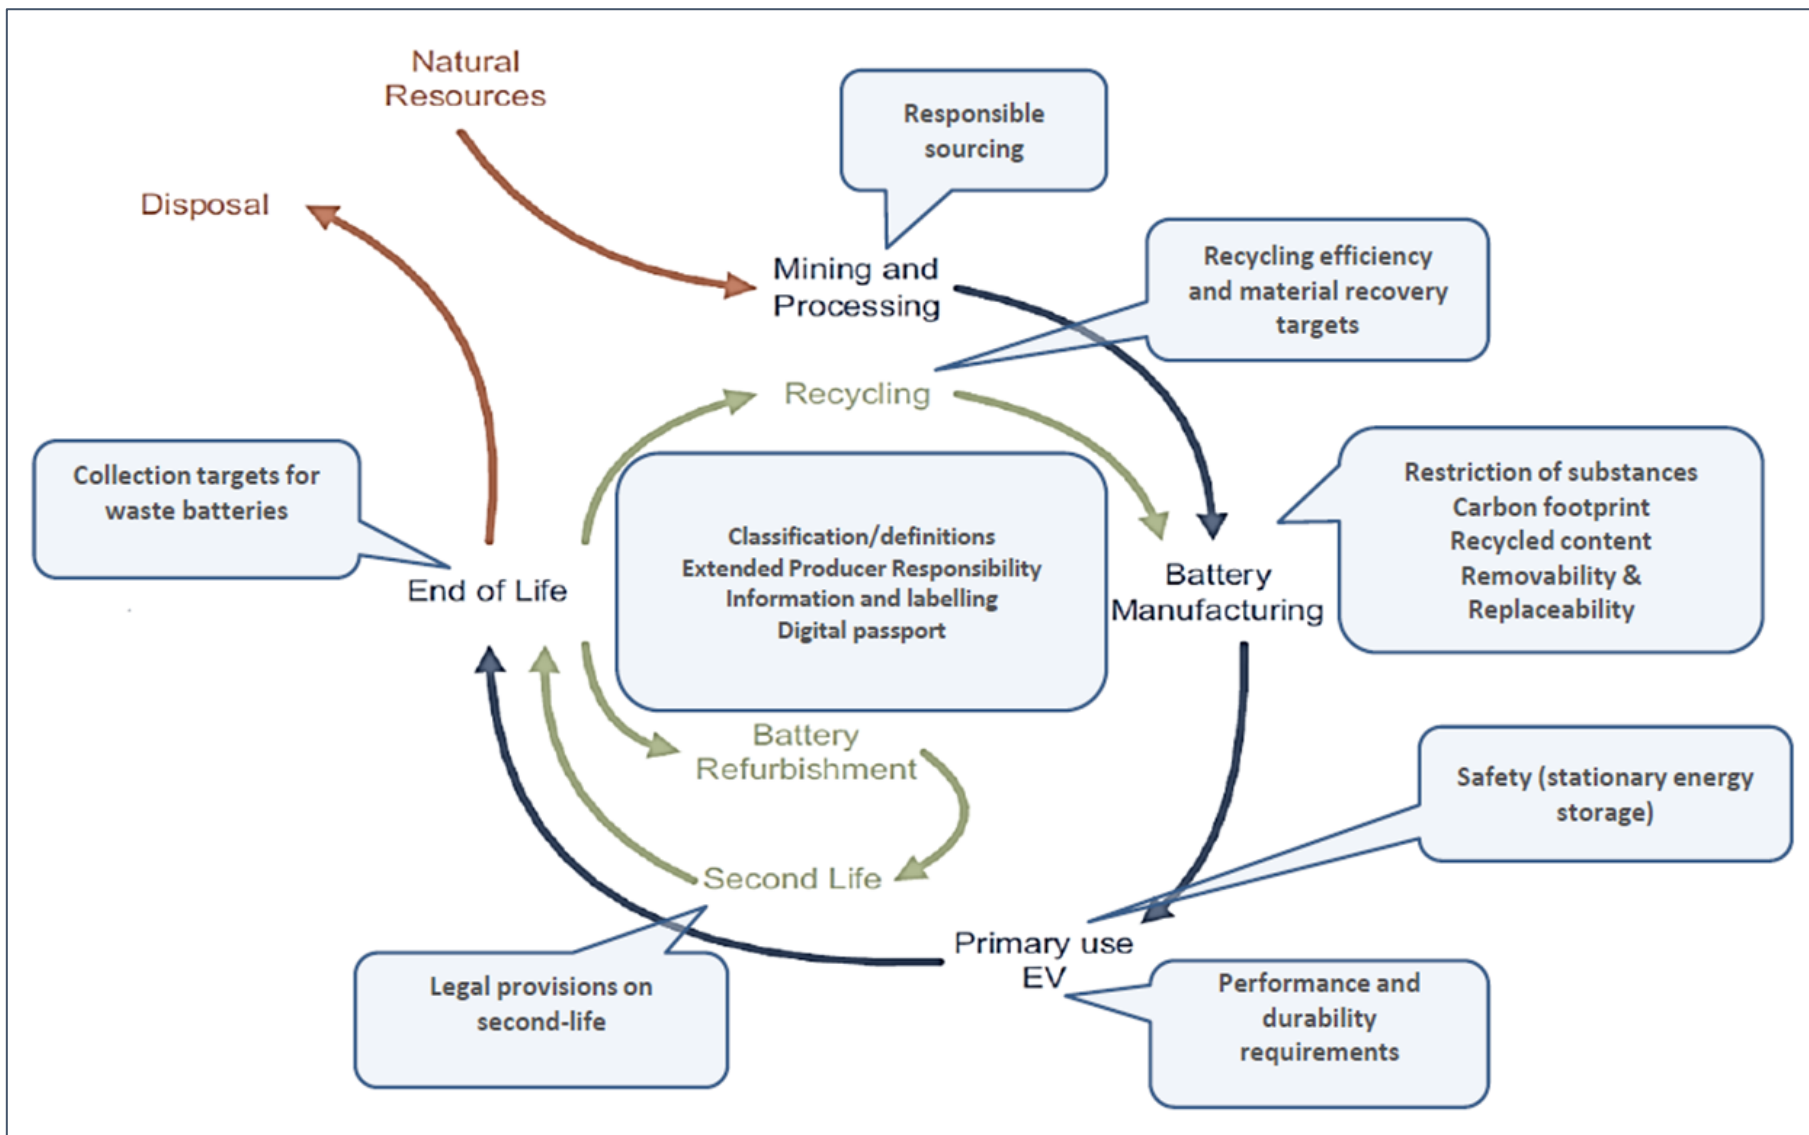 Natural
Resources
Responsible
sourcing
Disposal
Mining and
Processing
Recycling efficiency
and material recovery
targets
Recycling
Collection targets for
waste batteries
Restriction of substances
Carbon footprint
Recycled content
Removability &
Replaceability
Classification/definitions
Extended Producer Responsibility
Information and labelling
Digital passport
End of Life
Battery
Manufacturing
Battery
Refurbishment
Safety (stationary energy
storage)
Second Life
Primary use
EV
Legal provisions on
second-life
Performance and
durability
requirements